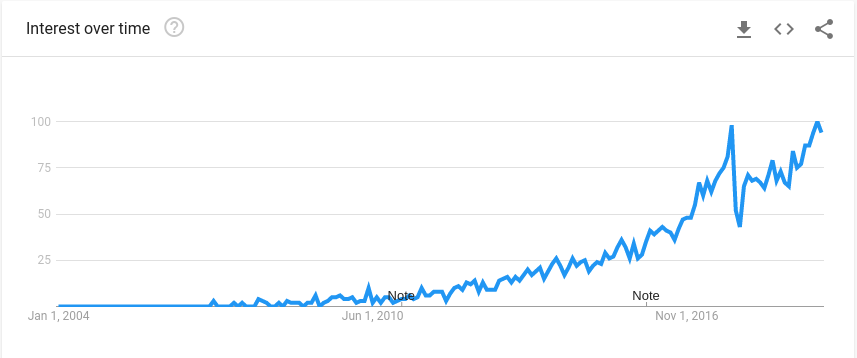 Interest over time ?
100
75
50
25
Note Note
Jan 1, 2004 Jun 1, 2010 Nov 1, 2016